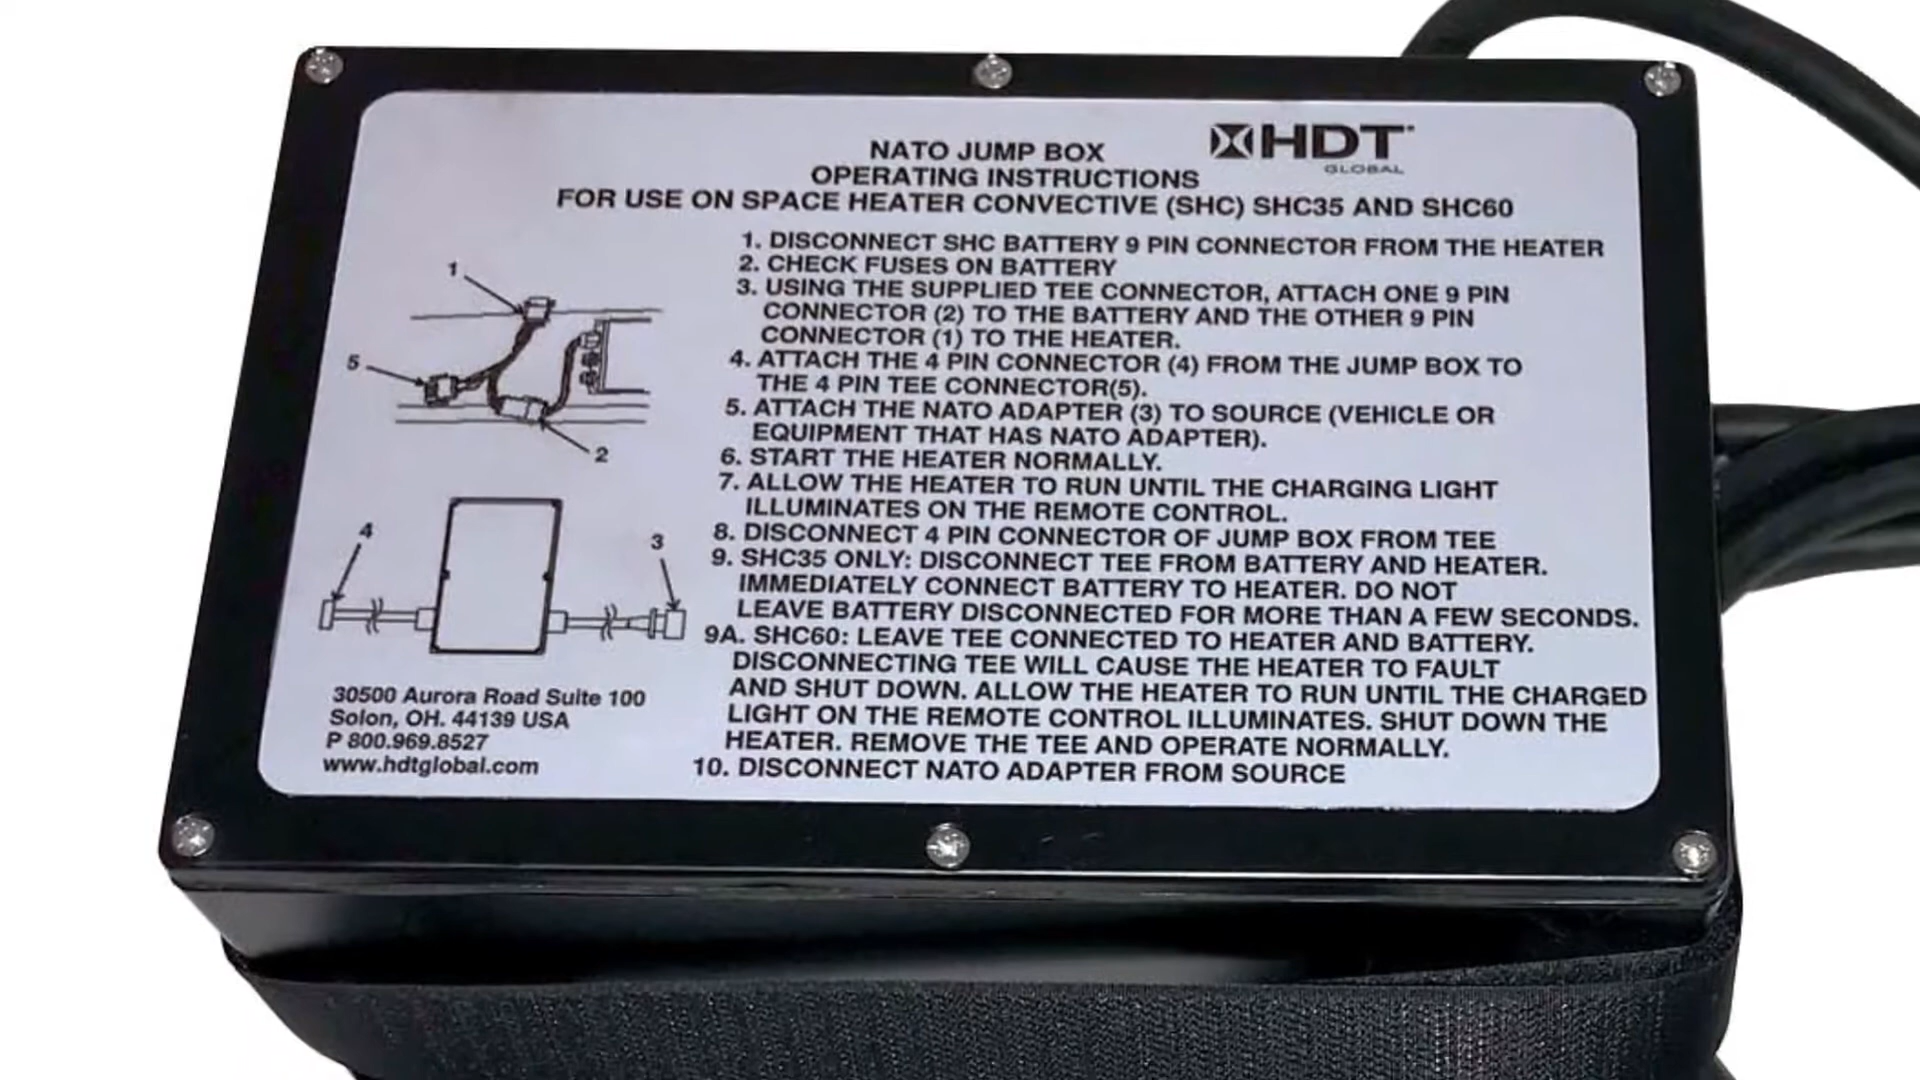 HDT
GLOBAL
NATO JUMP BOX
OPERATING INSTRUCTIONS
FOR USE ON SPACE HEATER CONVECTIVE (SHC) SHC35 AND SHC60
1. DISCONNECT SHC BATTERY 9 PIN CONNECTOR FROM THE HEATER
2. CHECK FUSES ON BATTERY
3. USING THE SUPPLIED TEE CONNECTOR, ATTACH ONE 9 PIN
CONNECTOR (2) TO THE BATTERY AND THE OTHER 9 PIN
CONNECTOR (1) TO THE HEATER.
4. ATTACH THE 4 PIN CONNECTOR (4) FROM THE JUMP BOX TO
THE 4 PIN TEE CONNECTOR(5).
5. ATTACH THE NATO ADAPTER (3) TO SOURCE (VEHICLE OR
EQUIPMENT THAT HAS NATO ADAPTER).
6. START THE HEATER NORMALLY.
7. ALLOW THE HEATER TO RUN UNTIL THE CHARGING LIGHT
ILLUMINATES ON THE REMOTE CONTROL.
8. DISCONNECT 4 PIN CONNECTOR OF JUMP BOX FROM TEE
9. SHC35 ONLY: DISCONNECT TEE FROM BATTERY AND HEATER.
IMMEDIATELY CONNECT BATTERY TO HEATER. DO NOT
LEAVE BATTERY DISCONNECTED FOR MORE THAN A FEW SECONDS.
9A. SHC60: LEAVE TEE CONNECTED TO HEATER AND BATTERY.
DISCONNECTING TEE WILL CAUSE THE HEATER TO FAULT
AND SHUT DOWN. ALLOW THE HEATER TO RUN UNTIL THE CHARGED
LIGHT ON THE REMOTE CONTROL ILLUMINATES. SHUT DOWN THE
HEATER. REMOVE THE TEE AND OPERATE NORMALLY.
10. DISCONNECT NATO ADAPTER FROM SOURCE
1
5
2
4
3
30500 Aurora Road Suite 100
Solon, OH. 44139 USA
P 800.969.8527
www.hdtglobal.com